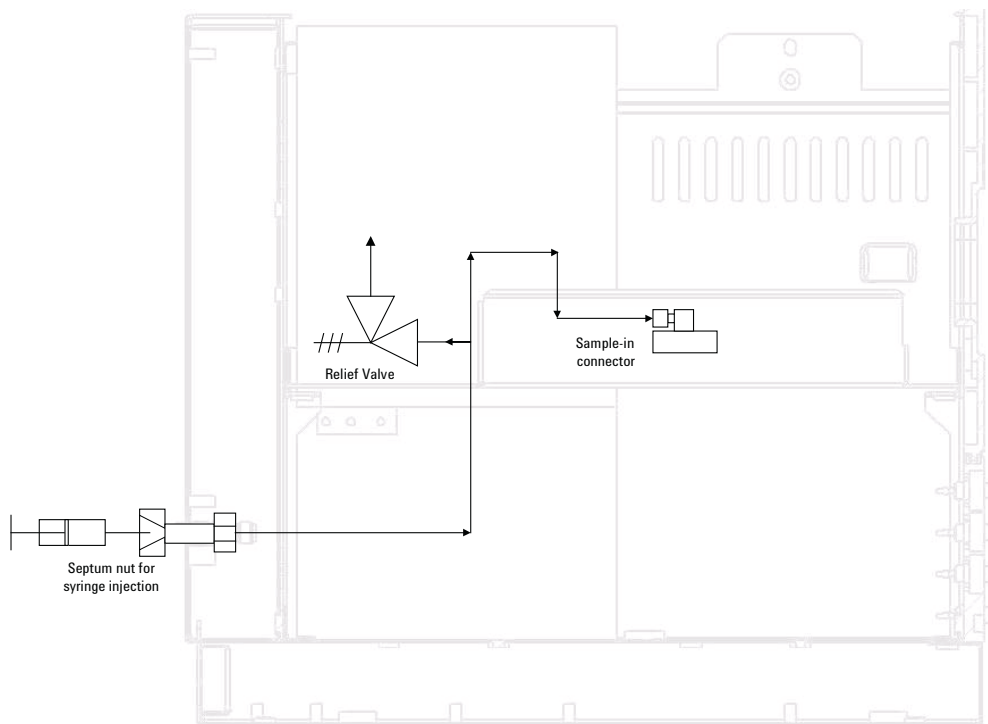 Relief Valve
Sample-in
connector
Septum nut for
syringe injection